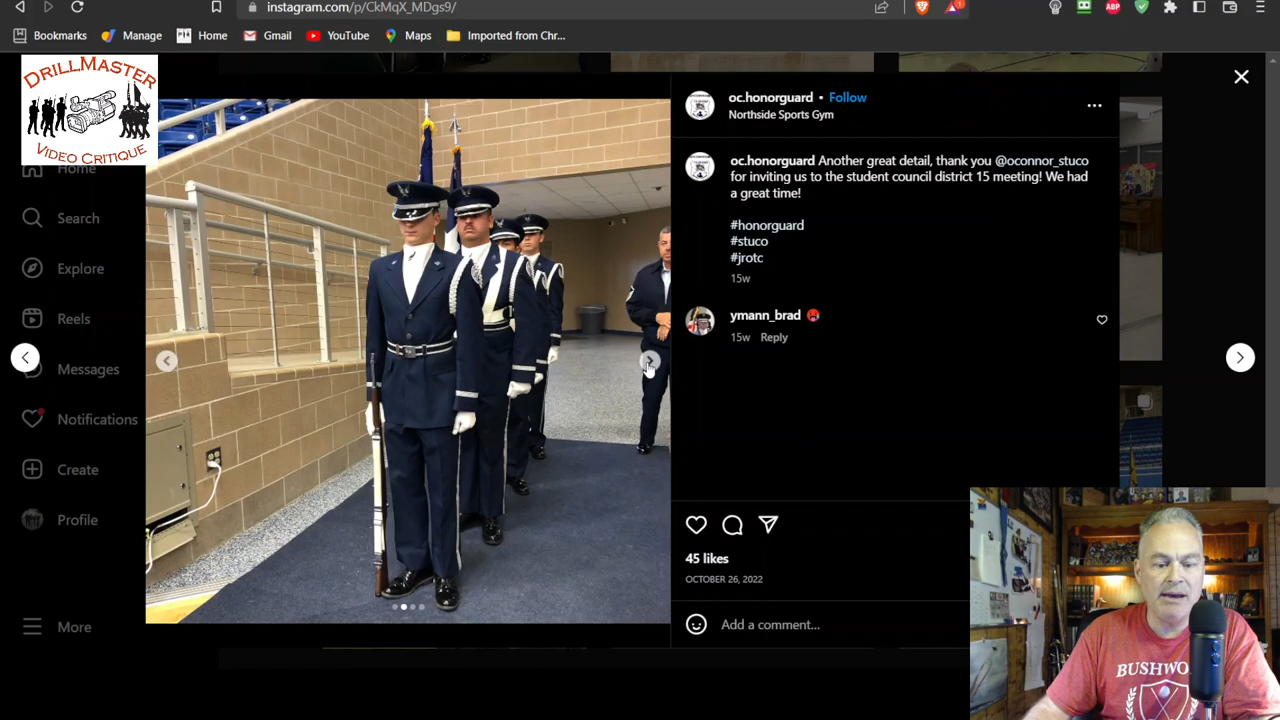 instagram.com/p/CkMqX_MDgs9/
Bookmarks
Manage
Home
Gmail
YouTube
Maps
Imported from Chr...
DRILLMASTER
VIDEO CRITIQUE
Home
Search
Explore
Reels
Messages
Notifications
Create
Profile
More
oc.honorguard • Follow
Northside Sports Gym
oc.honorguard Another great detail, thank you @oconnor_stuco
for inviting us to the student council district 15 meeting! We had
a great time!
#honorguard
#stuco
#jrotc
15w
ymann_brad
15w Reply
45 likes
OCTOBER 26, 2022
Add a comment...
ABP